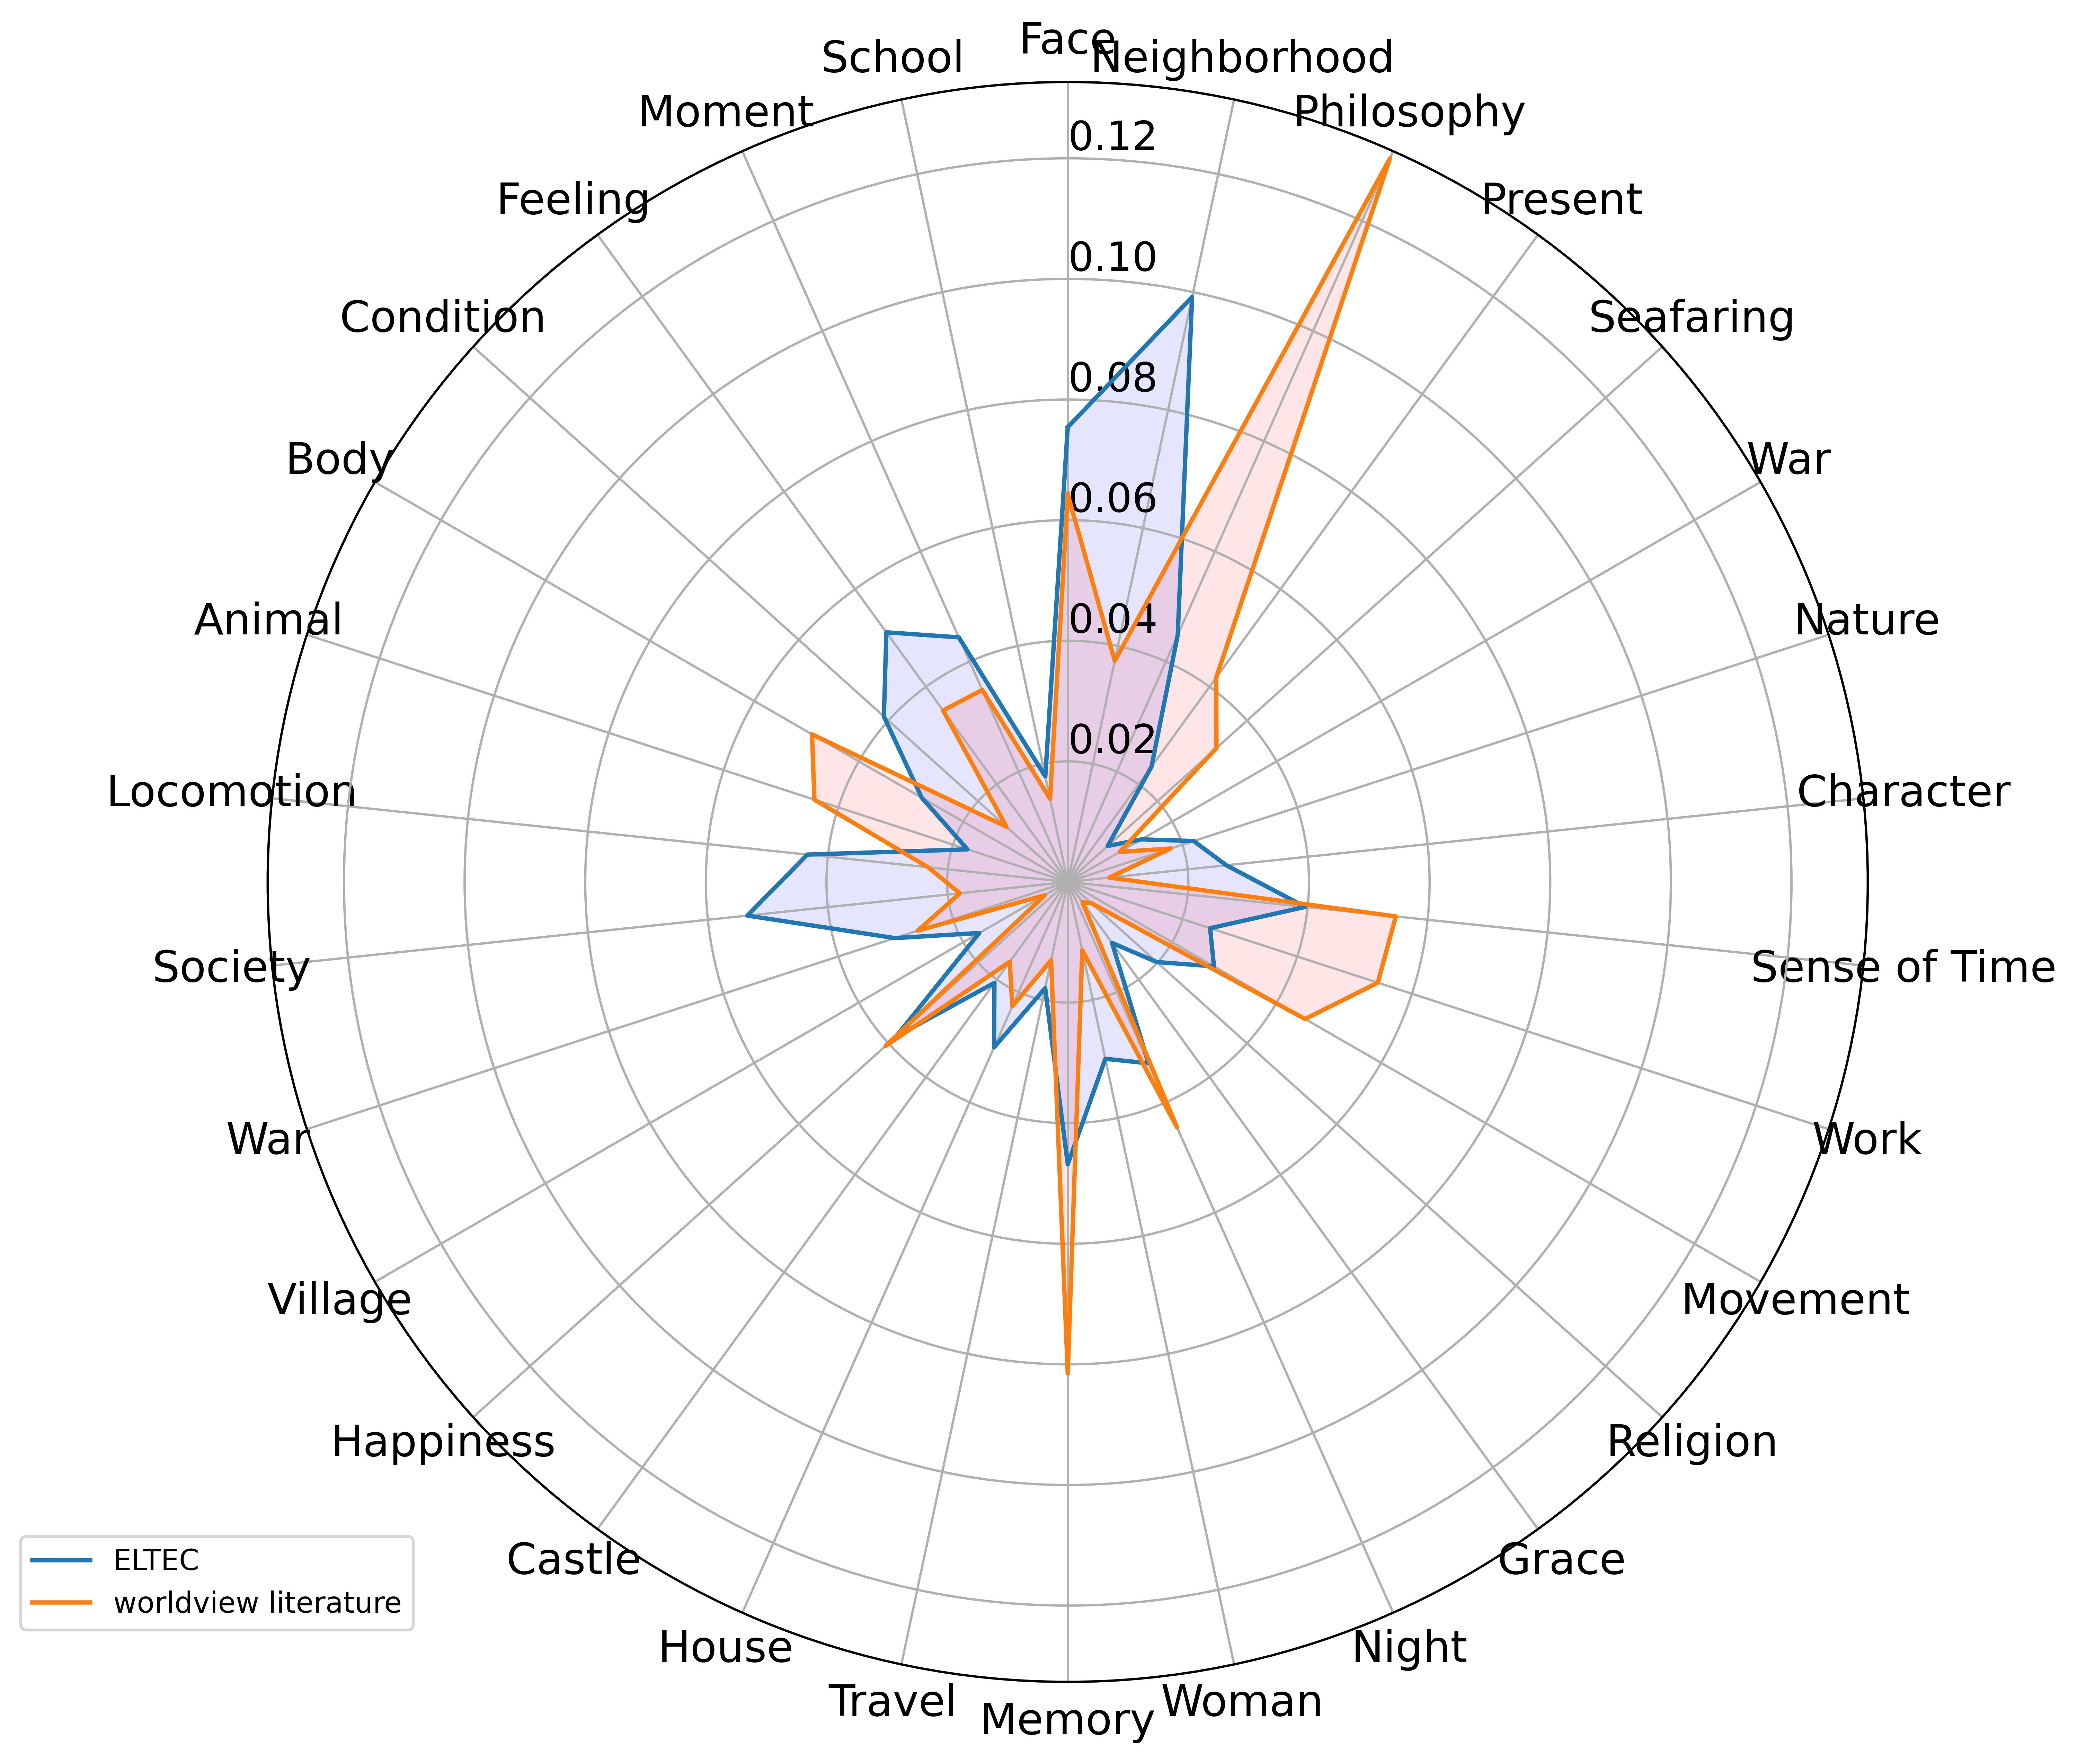 Face
School
Neighborhood
Moment
Philosophy
0.12
Feeling
Present
0.10
Condition
Seafaring
0.08
Body
War
0.06
Animal
Nature
0.04
0.02
Locomotion
Character
Society
Sense of Time
War
Work
Village
Movement
Happiness
Religion
Castle
Grace
ELTEC
worldview literature
House
Night
Travel
Woman
Memory